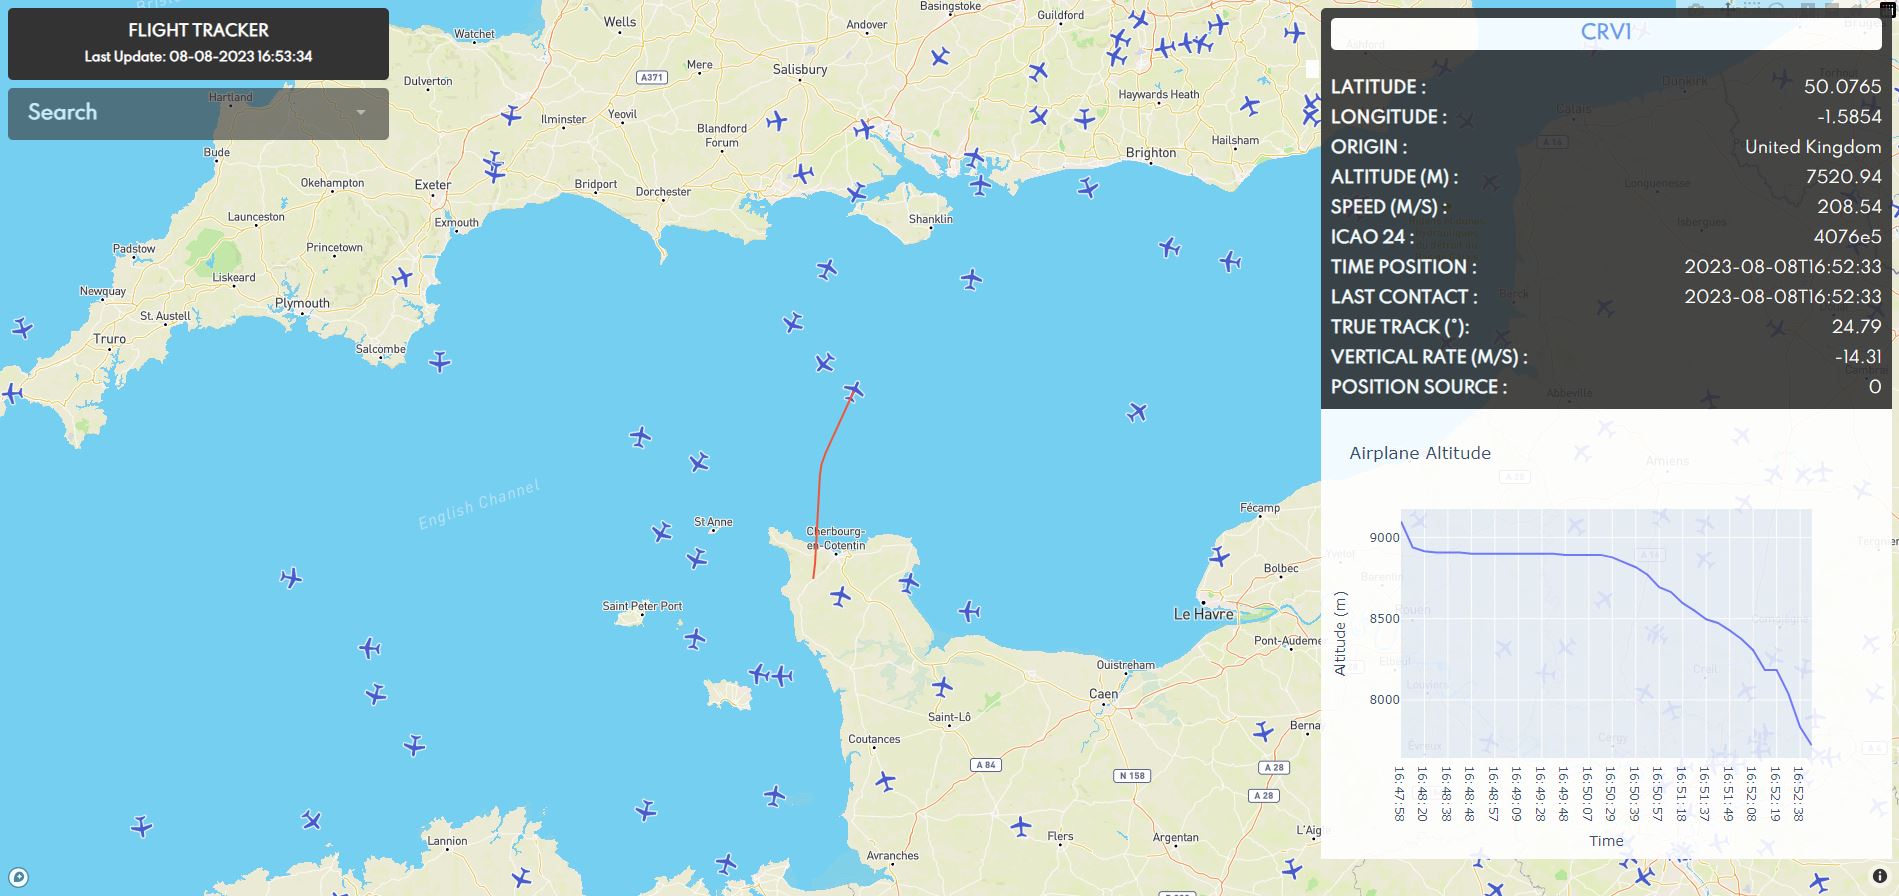 FLIGHT TRACKER
Last Update: 08-08-2023 16:53:34
Search
CRV1
LATITUDE : 50.0765
LONGITUDE : -1.5854
ORIGIN : United Kingdom
ALTITUDE (M) : 7520.94
SPEED (M/S) : 208.54
ICAO 24 : 4076e5
TIME POSITION : 2023-08-08T16:52:33
LAST CONTACT : 2023-08-08T16:52:33
TRUE TRACK (°): 24.79
VERTICAL RATE (M/S) : -14.31
POSITION SOURCE : 0
Airplane Altitude
Altitude (m)
9000
8500
8000
16:47:58
16:48:20
16:48:38
16:48:48
16:48:57
16:49:09
16:49:28
16:49:48
16:50:07
16:50:29
16:50:39
16:50:57
16:51:18
16:51:37
16:51:49
16:52:08
16:52:19
16:52:38
Time
Basingstoke
Wells
Andover
Guildford
Watchet
Mere
Salisbury
A371
Dulverton
Hartland
Haywards Heath
Ilminster
Yeovil
Blandford
Forum
Hailsham
Bude
Brighton
Okehampton
Exeter
Bridport
Dorchester
Launceston
Exmouth
Shanklin
Padstow
Princetown
Liskeard
Newquay
Plymouth
St. Austell
Truro
Salcombe
English Channel
St Anne
Cherbourg-
en-Cotentin
Fécamp
Bolbec
Saint Peter Port
Le Havre
Pont-Audeme
Ouistreham
Caen
Saint-Lô
Berna
Coutances
A 84
N 158
A 28
A 28
L'Aig
Flers
Argentan
Lannion
Avranches
Ashford
Dunkirk
Torhout
Calais
A 16
Longuenesse
Isbergues
Berck
Abbeville
Cambrai
Amiens
A 28
Yvetot
A 16
Barentin
Rouen
Compiègne
Elbeuf
Creil
Louviers
Évreux
Cergy
A 4